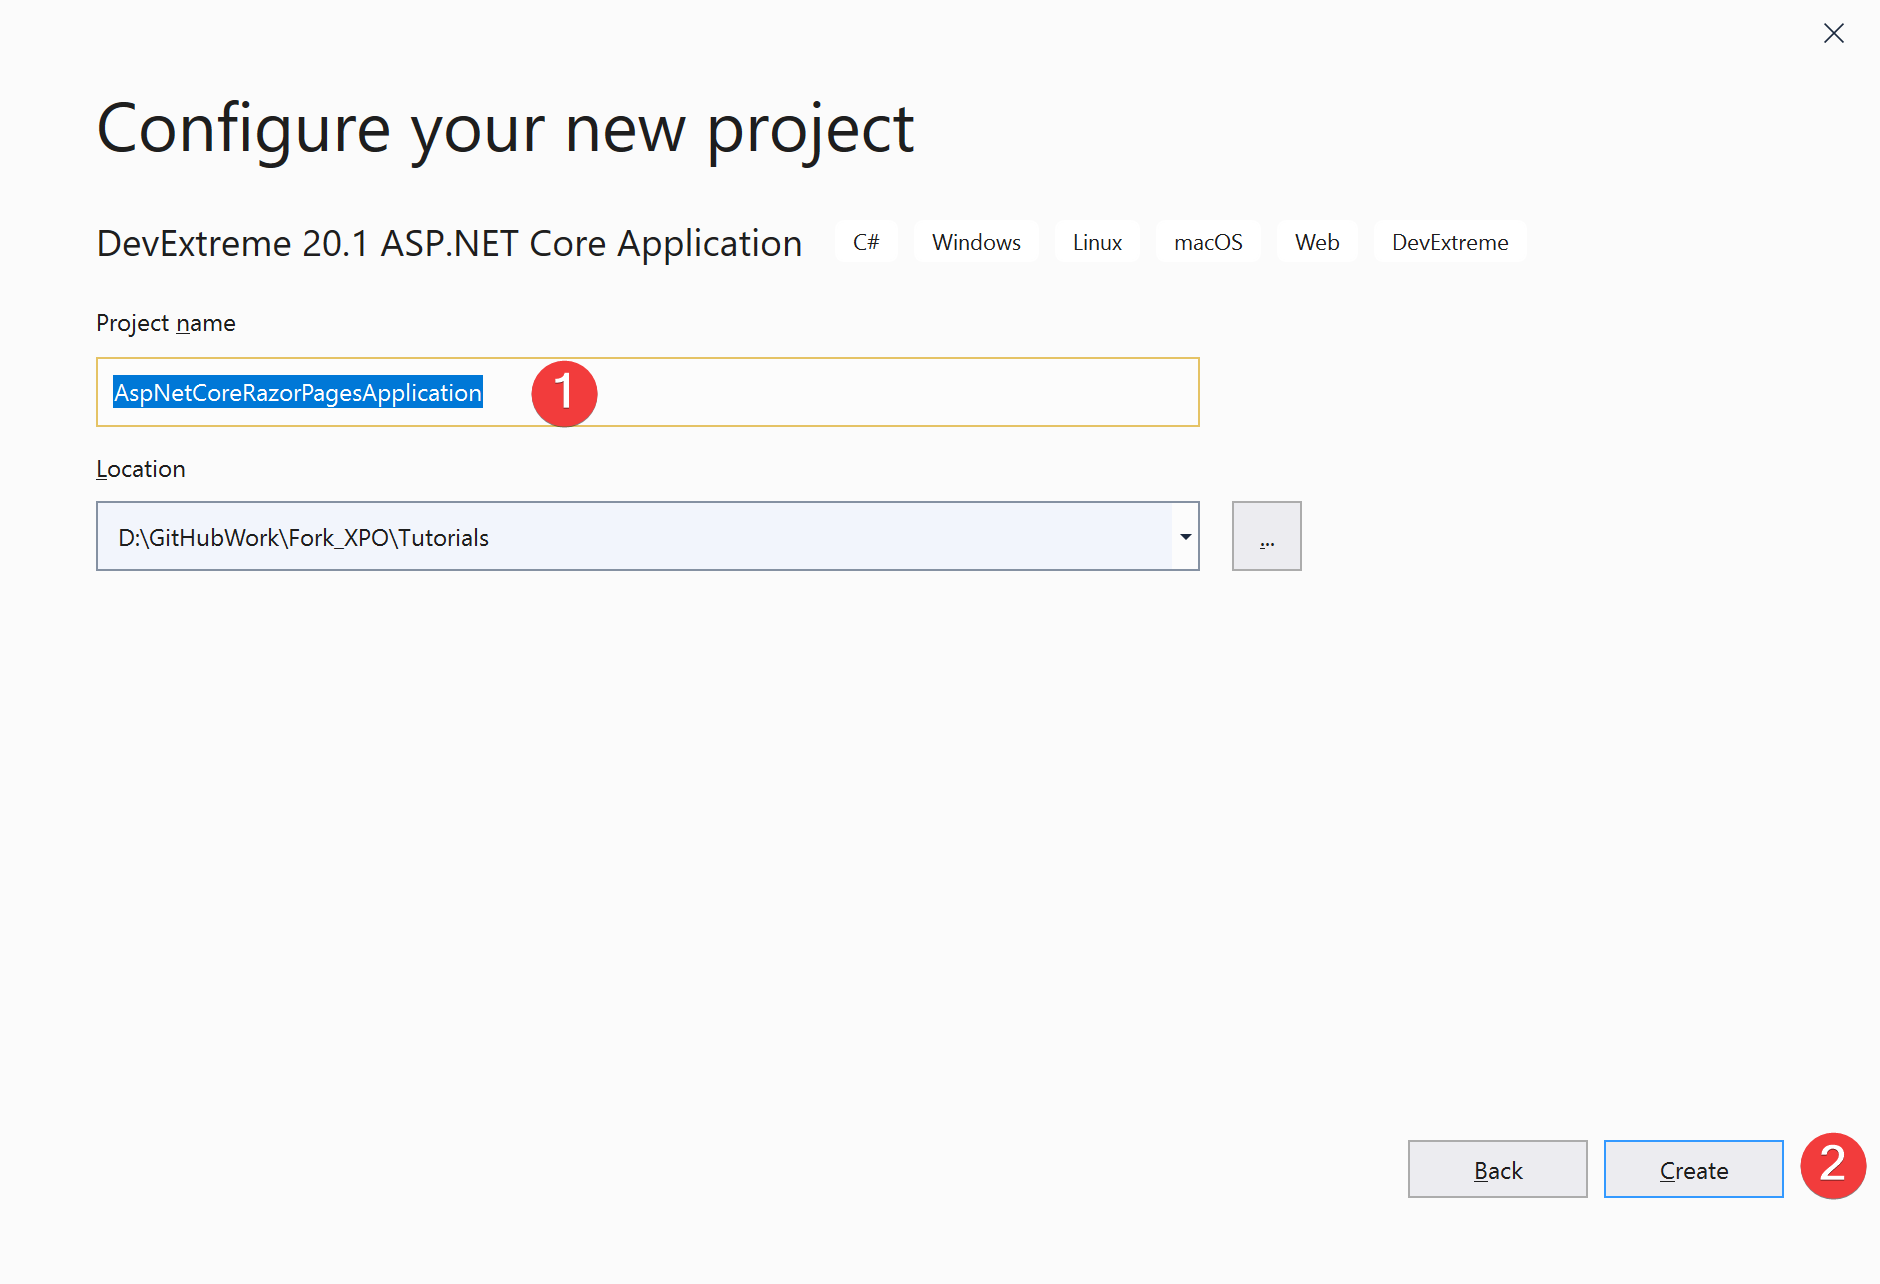 Configure your new project
DevExtreme 20.1 ASP.NET Core Application C# Windows Linux macOS Web DevExtreme
Project name
AspNetCoreRazorPagesApplication 1
Location
D:\GitHubWork\Fork_XPO\Tutorials ...
Back Create 2